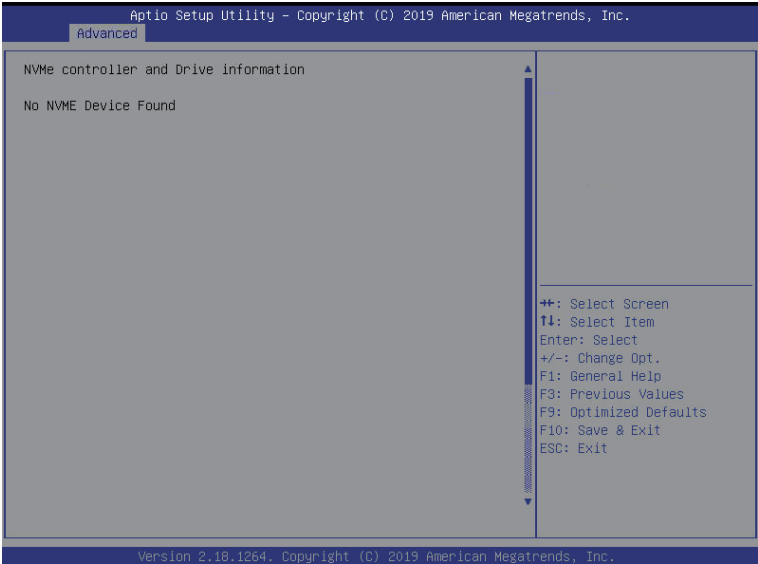 Aptio Setup Utility – Copyright (C) 2019 American Megatrends, Inc.
Advanced
NVMe controller and Drive information
No NVME Device Found
→←: Select Screen
↑↓: Select Item
Enter: Select
+/-: Change Opt.
F1: General Help
F3: Previous Values
F9: Optimized Defaults
F10: Save & Exit
ESC: Exit
Version 2.18.1264. Copyright (C) 2019 American Megatrends, Inc.